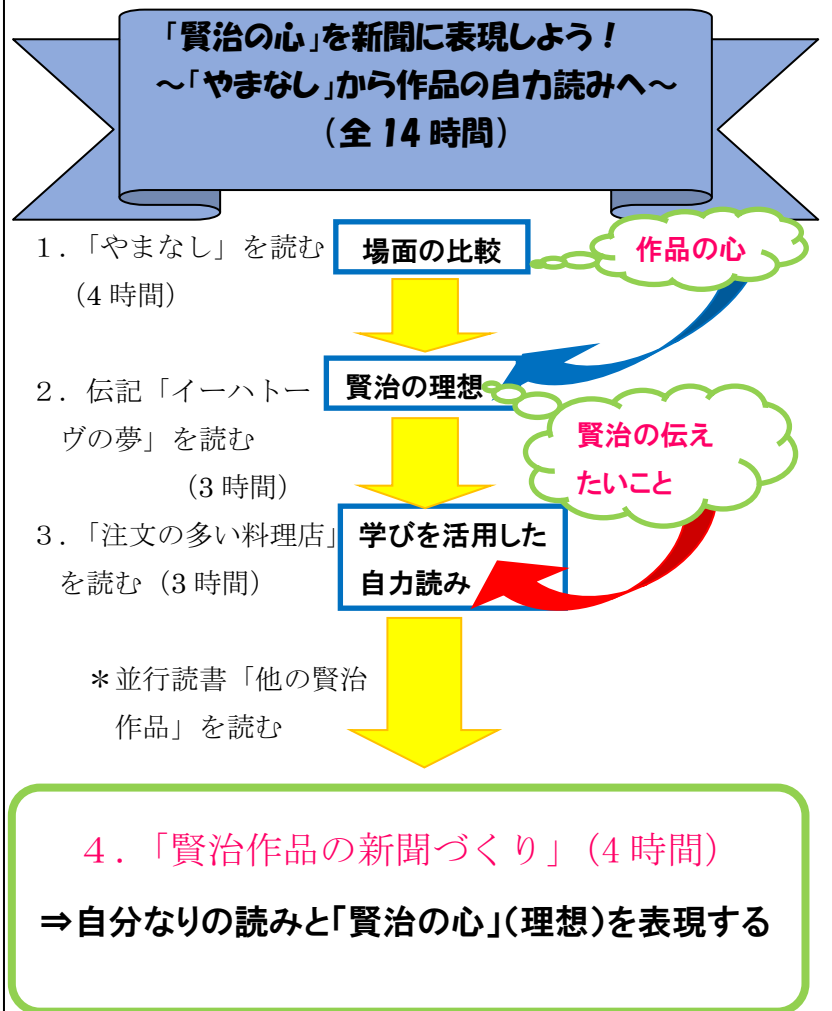 「賢治の心」を新聞に表現しよう！
～「やまなし」から作品の自力読みへ～
（全 14 時間）
１．「やまなし」を読む
（4 時間）
場面の比較
作品の心
２．伝記「イーハトー
ヴの夢」を読む
（3 時間）
賢治の理想
賢治の伝え
たいこと
３．「注文の多い料理店」
を読む（3 時間）
学びを活用した
自力読み
＊並行読書「他の賢治
作品」を読む
４．「賢治作品の新聞づくり」（4 時間）
⇒自分なりの読みと「賢治の心」（理想）を表現する